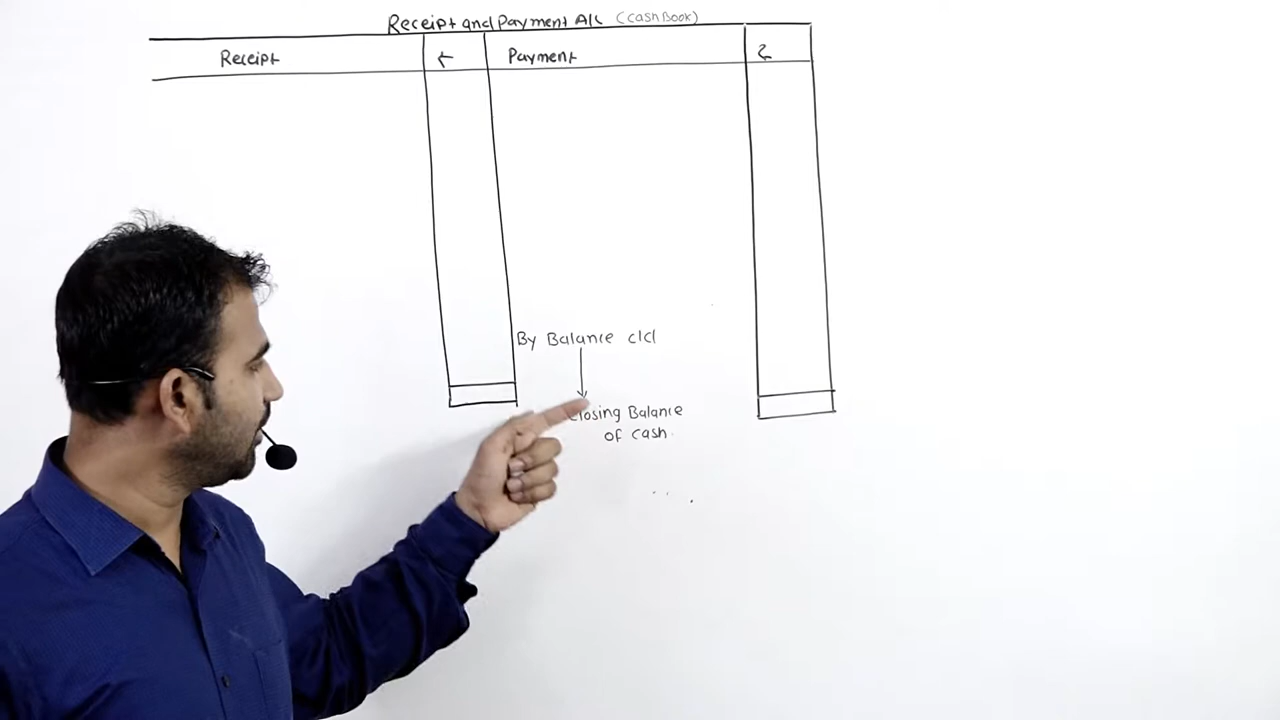 Receipt and Payment A/c (cash Book)
Receipt ₹ Payment ₹
By Balance c/d
Closing Balance
of cash.